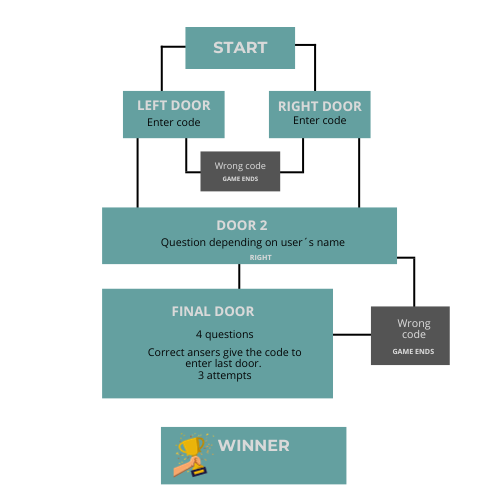 START
LEFT DOOR
Enter code
RIGHT DOOR
Enter code
Wrong code
GAME ENDS
DOOR 2
Question depending on user´s name
RIGHT
FINAL DOOR
4 questions
Correct ansers give the code to
enter last door.
3 attempts
Wrong
code
GAME ENDS
WINNER